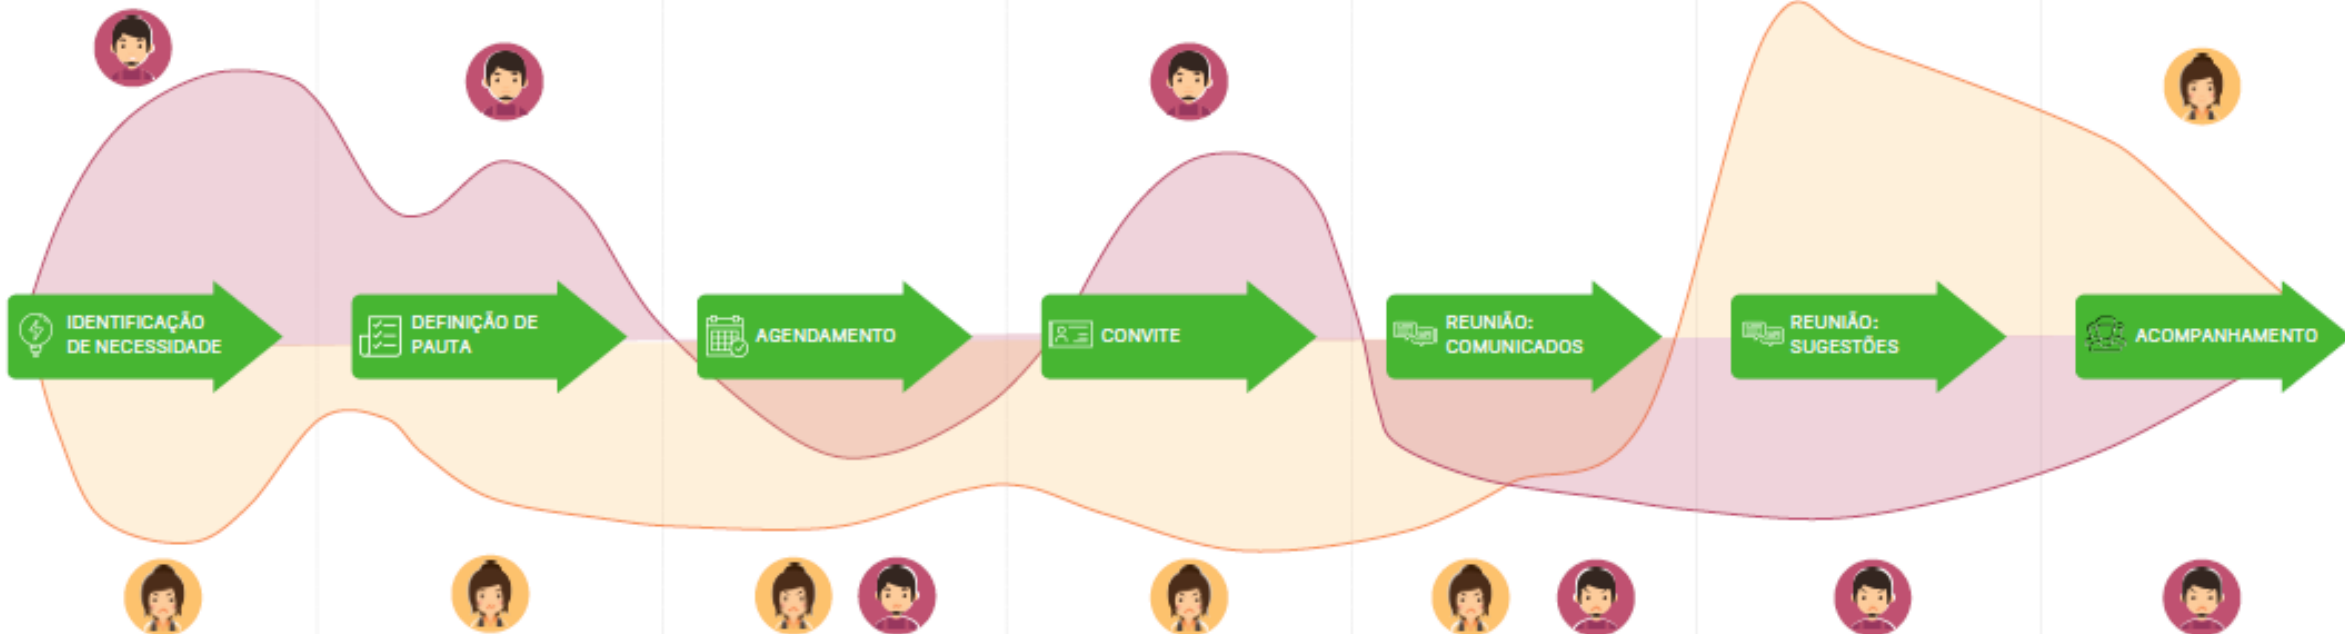 IDENTIFICAÇÃO
DE NECESSIDADE
DEFINIÇÃO DE
PAUTA
AGENDAMENTO
CONVITE
REUNIÃO:
COMUNICADOS
REUNIÃO:
SUGESTÕES
ACOMPANHAMENTO